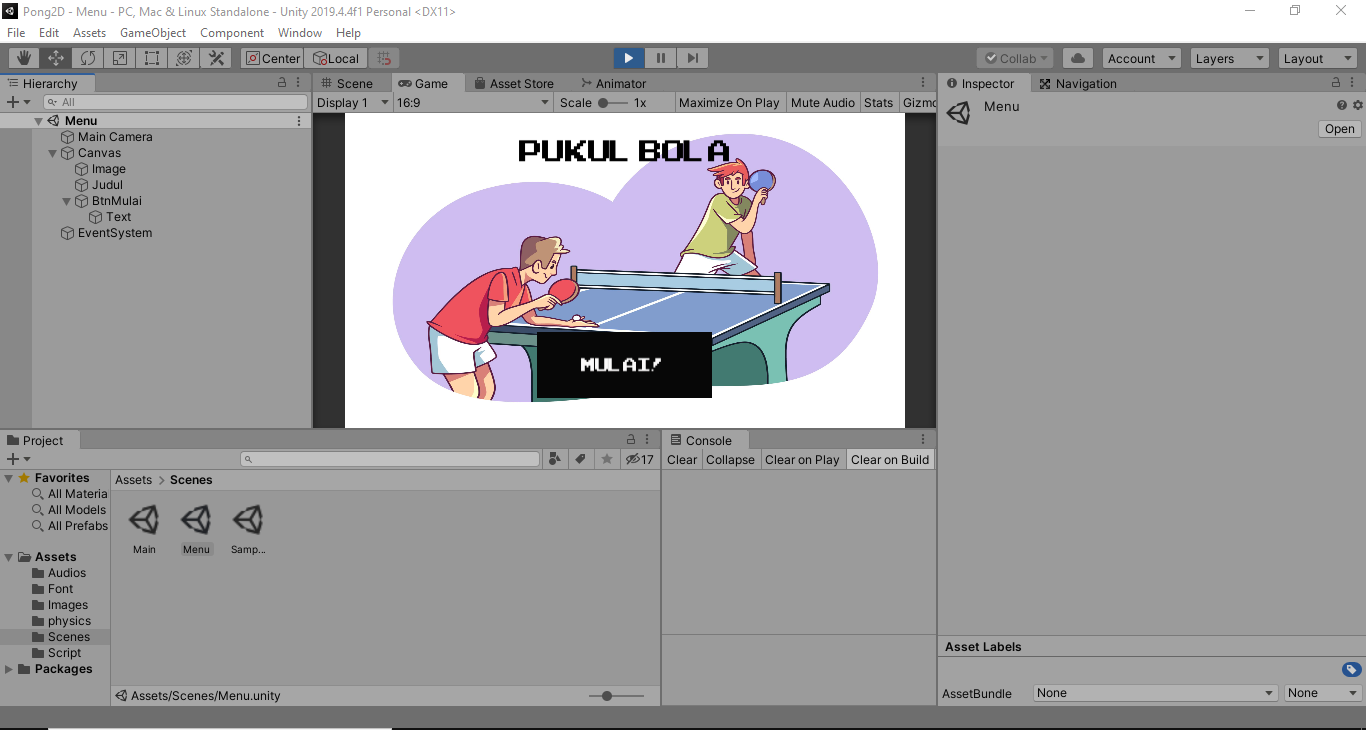 Pong2D - Menu - PC, Mac & Linux Standalone - Unity 2019.4.4f1 Personal <DX11>
File Edit Assets GameObject Component Window Help
Center Local Collab Account Layers Layout
Hierarchy
All
Menu
Main Camera
Canvas
Image
Judul
BtnMulai
Text
EventSystem
Scene Game Asset Store Animator
Display 1 16:9 Scale 1x Maximize On Play Mute Audio Stats Gizmo
PUKUL BOLA
MULAI!
Inspector Navigation
Menu
Open
Project
17
Favorites
All Materia
All Models
All Prefabs
Assets
Audios
Font
Images
physics
Scenes
Script
Packages
Assets > Scenes
Main Menu Samp...
Assets/Scenes/Menu.unity
Console
Clear Collapse Clear on Play Clear on Build
Asset Labels
AssetBundle None None